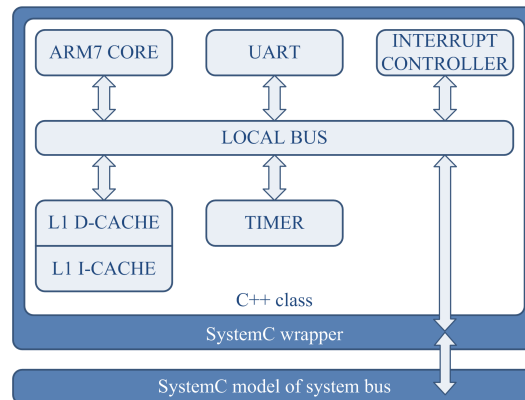 ARM7 CORE
UART
INTERRUPT
CONTROLLER
LOCAL BUS
L1 D-CACHE
L1 I-CACHE
TIMER
C++ class
SystemC wrapper
SystemC model of system bus